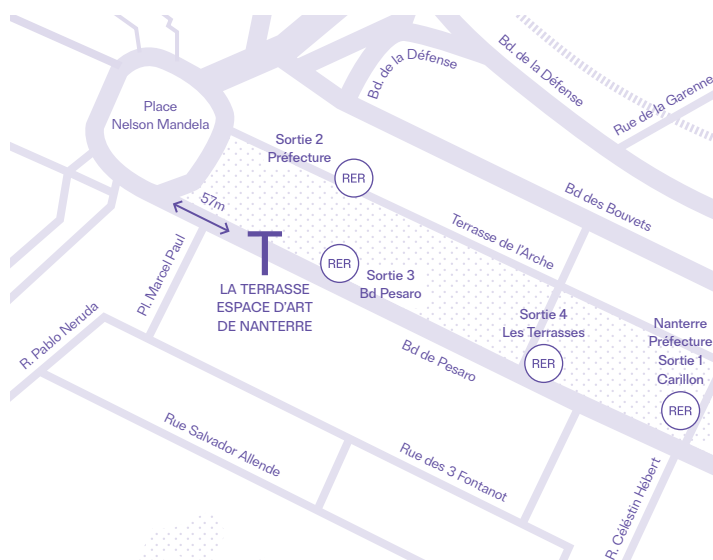 Bd. de la Défense
Bd. de la Défense
Rue de la Garenne
Place
Nelson Mandela
Sortie 2
Préfecture
RER
Bd des Bouvets
57m
Terrasse de l'Arche
Pl. Marcel Paul
RER
Sortie 3
Bd Pesaro
LA TERRASSE
ESPACE D'ART
DE NANTERRE
Sortie 4
Les Terrasses
RER
Nanterre
Préfecture
Sortie 1
Carillon
RER
R. Pablo Neruda
Bd de Pesaro
Rue Salvador Allende
Rue des 3 Fontanot
R. Céléstin Hébert